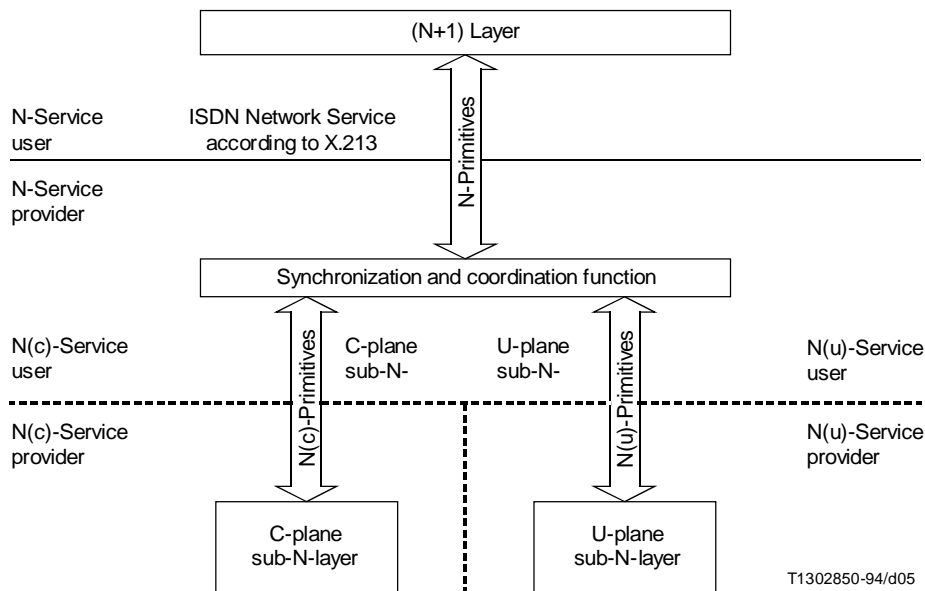 (N+1) Layer
N-Service
user
ISDN Network Service
according to X.213
N-Primitives
N-Service
provider
Synchronization and coordination function
N(c)-Service
user
N(c)-Primitives
C-plane
sub-N-
U-plane
sub-N-
N(u)-Primitives
N(u)-Service
user
N(c)-Service
provider
N(u)-Service
provider
C-plane
sub-N-layer
U-plane
sub-N-layer
T1302850-94/d05